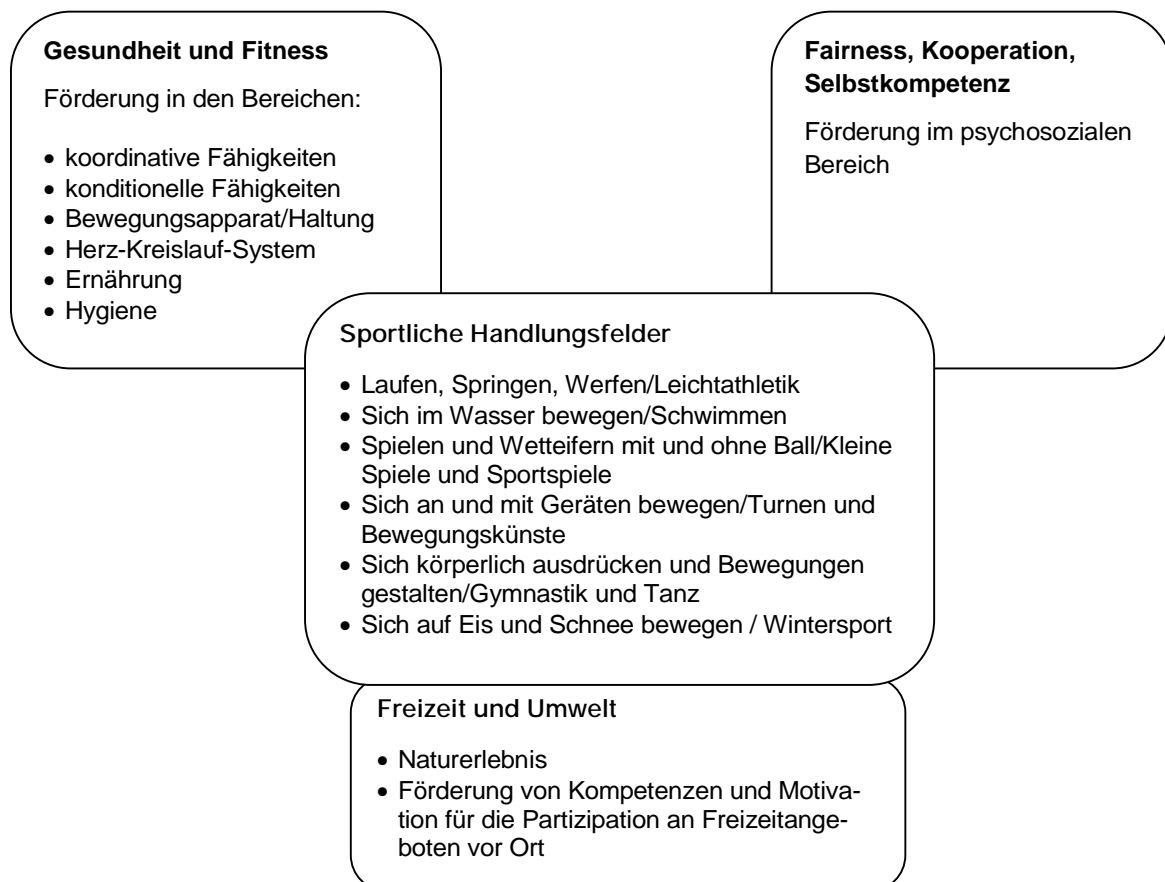 Gesundheit und Fitness
Förderung in den Bereichen:
• koordinative Fähigkeiten
• konditionelle Fähigkeiten
• Bewegungsapparat/Haltung
• Herz-Kreislauf-System
• Ernährung
• Hygiene
Fairness, Kooperation,
Selbstkompetenz
Förderung im psychosozialen
Bereich
Sportliche Handlungsfelder
• Laufen, Springen, Werfen/Leichtathletik
• Sich im Wasser bewegen/Schwimmen
• Spielen und Wetteifern mit und ohne Ball/Kleine
Spiele und Sportspiele
• Sich an und mit Geräten bewegen/Turnen und
Bewegungskünste
• Sich körperlich ausdrücken und Bewegungen
gestalten/Gymnastik und Tanz
• Sich auf Eis und Schnee bewegen / Wintersport
Freizeit und Umwelt
• Naturerlebnis
• Förderung von Kompetenzen und Motiva-
tion für die Partizipation an Freizeitange-
boten vor Ort